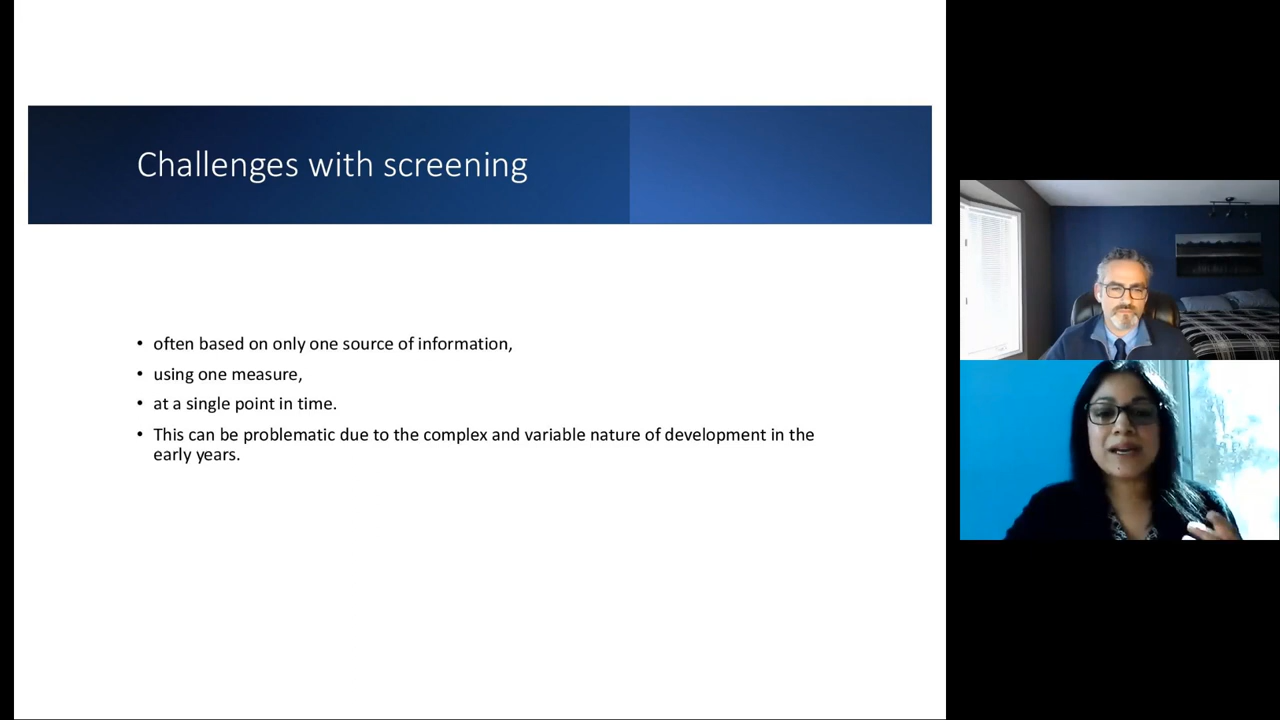 Challenges with screening
• often based on only one source of information,
• using one measure,
• at a single point in time.
• This can be problematic due to the complex and variable nature of development in the
early years.